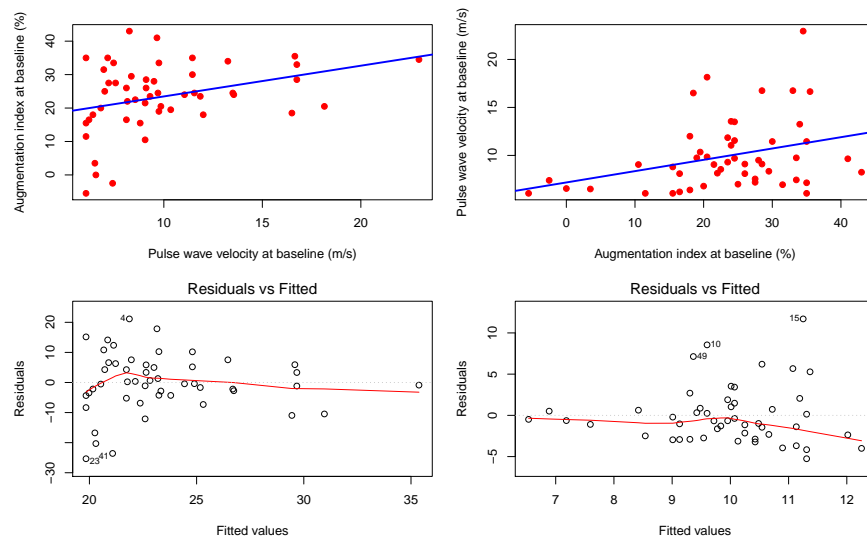 Augmentation index at baseline (%)
0 10 20 30 40
10 15 20
Pulse wave velocity at baseline (m/s)
Pulse wave velocity at baseline (m/s)
10 15 20
0 10 20 30 40
Augmentation index at baseline (%)
Residuals vs Fitted
Residuals
-30 -10 0 10 20
4
23 41
20 25 30 35
Fitted values
Residuals vs Fitted
Residuals
-5 0 5 10
15
10
49
7 8 9 10 11 12
Fitted values